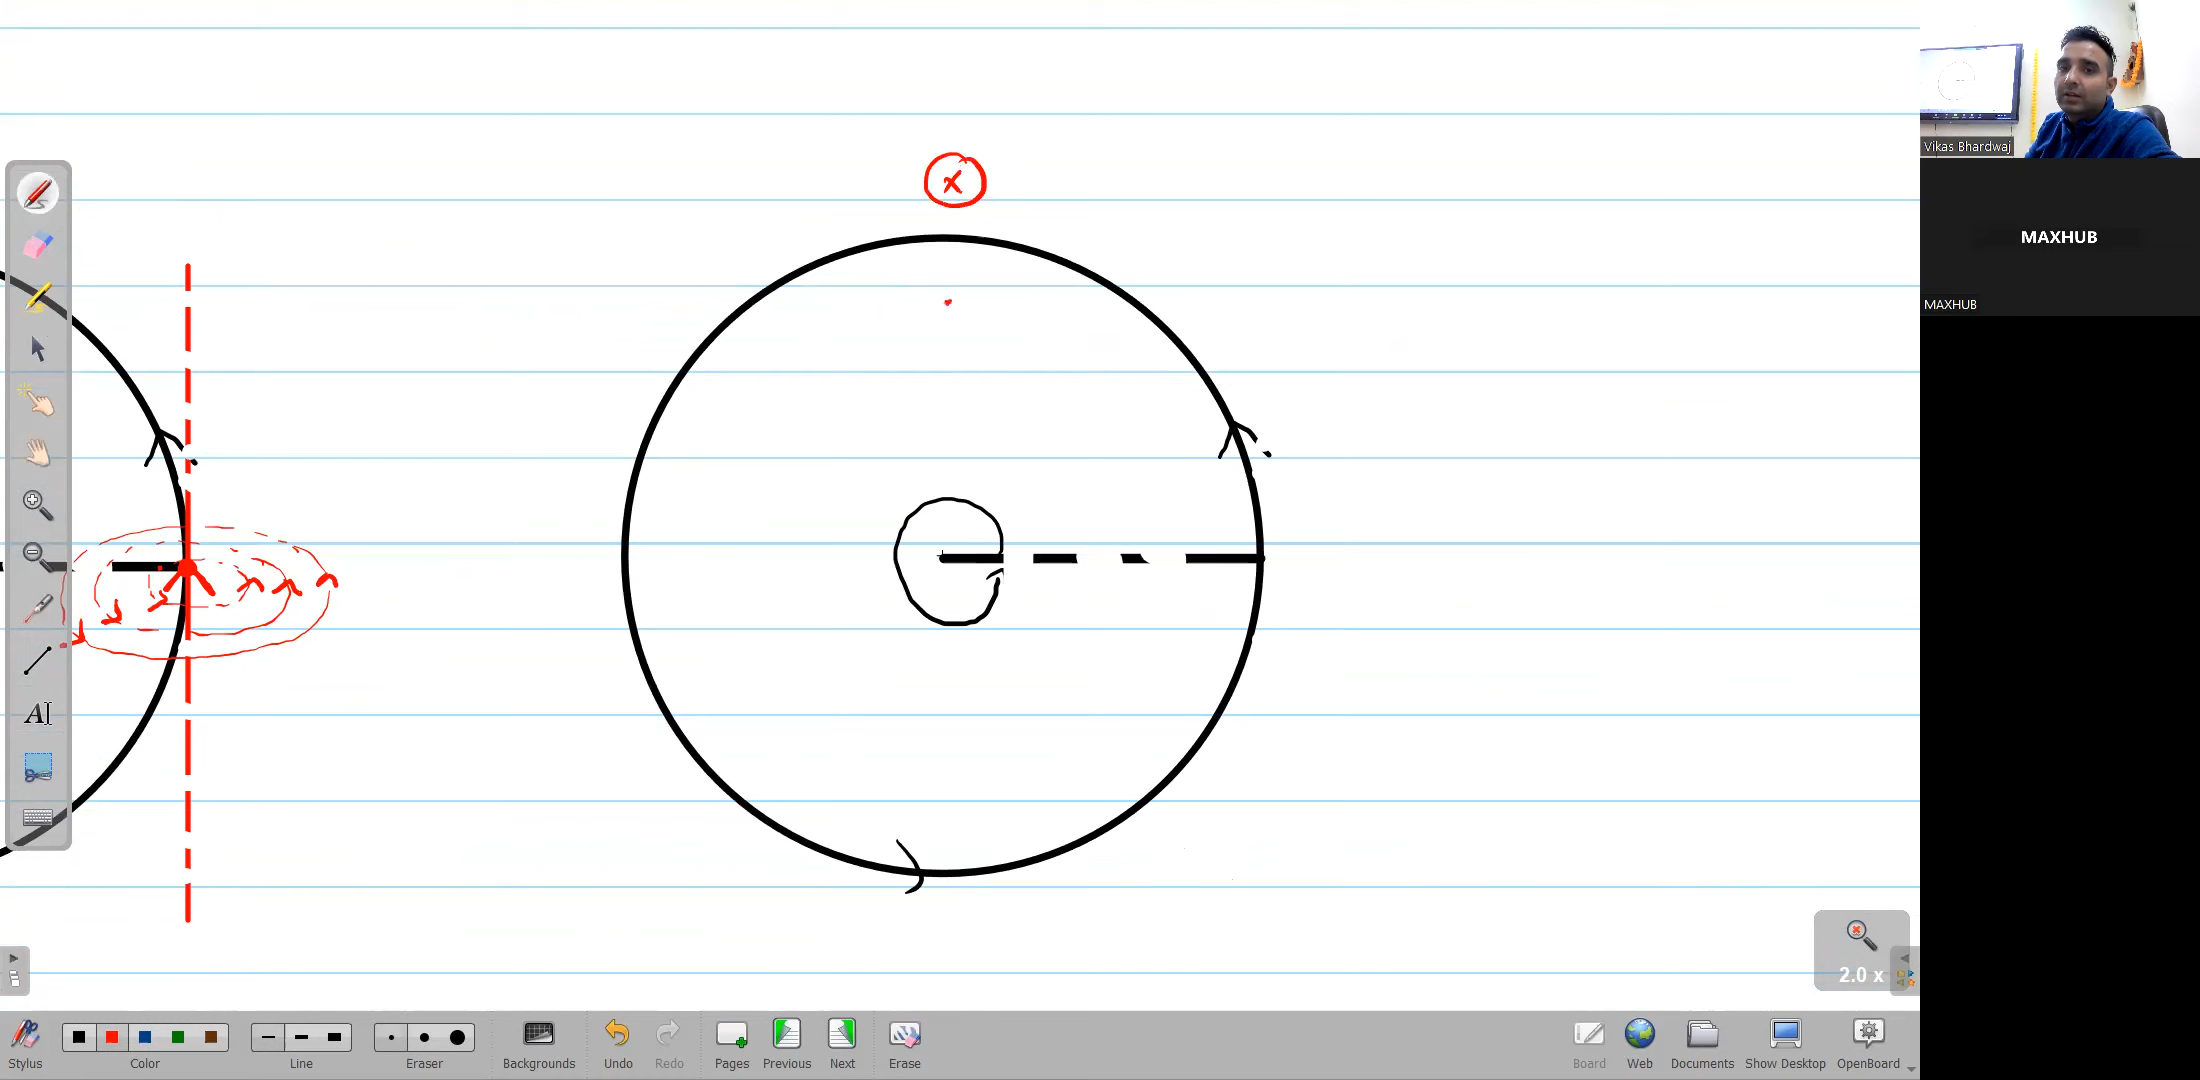 x
Vikas Bhardwaj
MAXHUB
MAXHUB
A
2.0 x
Stylus
Color
Line
Eraser
Backgrounds
Undo
Redo
Pages
Previous
Next
Erase
Board
Web
Documents
Show Desktop
OpenBoard